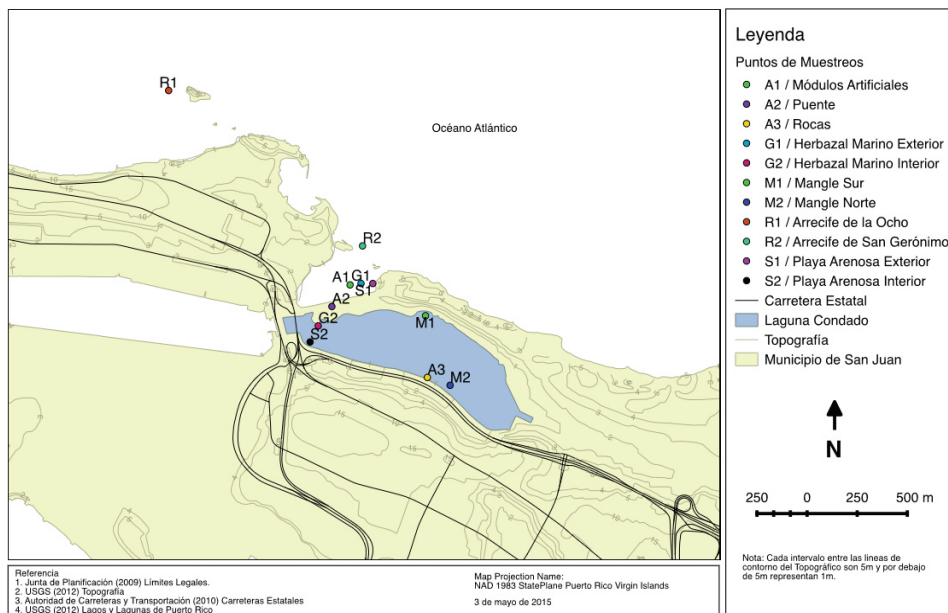 R1
Océano Atlántico
R2
A1
G1
S1
A2
G2
S2
M1
A3
M2
Leyenda
Puntos de Muestreos
A1 / Módulos Artificiales
A2 / Puente
A3 / Rocas
G1 / Herbazal Marino Exterior
G2 / Herbazal Marino Interior
M1 / Mangle Sur
M2 / Mangle Norte
R1 / Arrecife de la Ocho
R2 / Arrecife de San Gerónimo
S1 / Playa Arenosa Exterior
S2 / Playa Arenosa Interior
Carretera Estatal
Laguna Condado
Topografía
Municipio de San Juan
N
250 0 250 500 m
Nota: Cada intervalo entre las lineas de
contorno del Topográfico son 5m y por debajo
de 5m representan 1m.
Referencia
1. Junta de Planificación (2009) Límites Legales.
2. USGS (2012) Topografía
3. Autoridad de Carreteras y Transportación (2010) Carreteras Estatales
4. USGS (2012) Lagos y Lagunas de Puerto Rico
Map Projection Name:
NAD 1983 StatePlane Puerto Rico Virgin Islands
3 de mayo de 2015